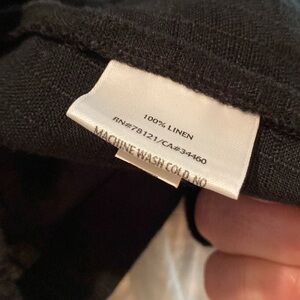 100% LINEN
RN#78121/CA#34460
MACHINE WASH COLD, NO